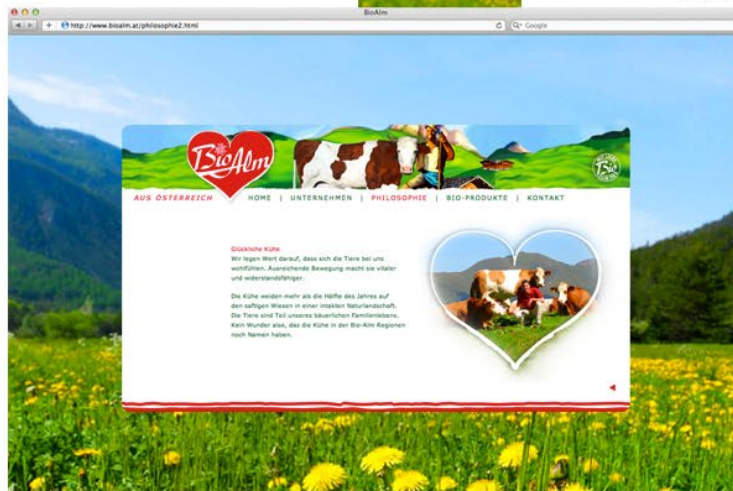 BioAlm
http://www.bioalm.at/philosophie2.html
Google
BioAlm
AUS ÖSTERREICH
HOME | UNTERNEHMEN | PHILOSOPHIE | BIO-PRODUKTE | KONTAKT
Glückliche Kühe
Wir legen Wert darauf, dass sich die Tiere bei uns
wohlfühlen. Ausreichende Bewegung macht sie vitaler
und widerstandsfähiger.
Die Kühe weiden mehr als die Hälfte des Jahres auf
den saftigen Wiesen in einer intakten Naturlandschaft.
Die Tiere sind Teil unseres bäuerlichen Familienlebens.
Kein Wunder also, das die Kühe in der Bio-Alm Regionen
noch Namen haben.